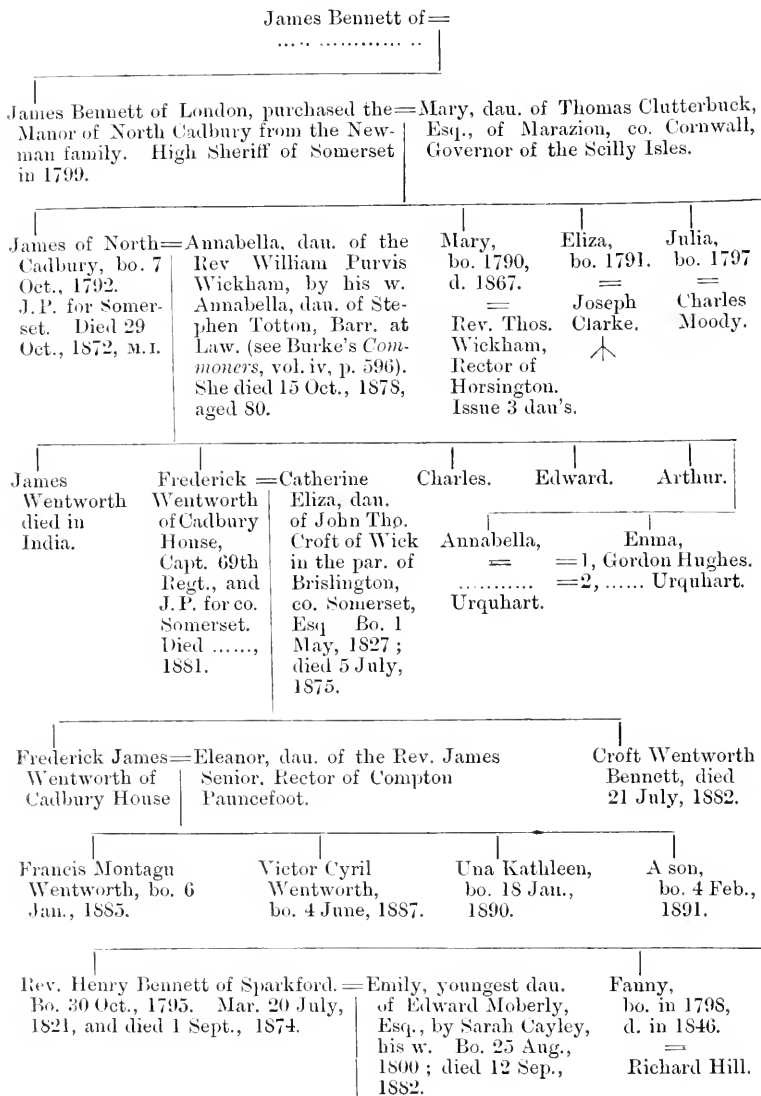 James Bennett of=
..... ............. ..
James Bennett of London, purchased the=Mary, dau. of Thomas Clutterbuck,
Manor of North Cadbury from the New- Esq., of Marazion, co. Cornwall,
man family. High Sheriff of Somerset Governor of the Scilly Isles.
in 1799.
James of North=Annabella, dau. of the
Cadbury, bo. 7 Rev William Purvis
Oct., 1792. Wickham, by his w.
J.P. for Somer- Annabella, dau. of Ste-
set. Died 29 phen Totton, Barr. at
Oct., 1872, M.I. Law. (see Burke's Com-
moners, vol. iv, p. 596).
She died 15 Oct., 1878,
aged 80.
Mary,
bo. 1790,
d. 1867.
=
Rev. Thos.
Wickham,
Rector of
Horsington.
Issue 3 dau's.
Eliza,
bo. 1791.
=
Joseph
Clarke.
Julia,
bo. 1797
=
Charles
Moody.
James
Wentworth
died in
India.
Frederick =Catherine
Wentworth Eliza, dau.
of Cadbury of John Tho.
House, Croft of Wick
Capt. 69th in the par. of
Regt., and Brislington,
J.P. for co. co. Somerset,
Somerset. Esq Bo. 1
Died ......, May, 1827 ;
1881. died 5 July,
1875.
Charles.
Edward.
Arthur.
Annabella,
=
...........
Urquhart.
Emma,
=1, Gordon Hughes.
=2, ...... Urquhart.
Frederick James=Eleanor, dau. of the Rev. James
Wentworth of Senior, Rector of Compton
Cadbury House Pauncefoot.
Croft Wentworth
Bennett, died
21 July, 1882.
Francis Montagu
Wentworth, bo. 6
Jan., 1885.
Victor Cyril
Wentworth,
bo. 4 June, 1887.
Una Kathleen,
bo. 18 Jan.,
1890.
A son,
bo. 4 Feb.,
1891.
Rev. Henry Bennett of Sparkford.=Emily, youngest dau.
Bo. 30 Oct., 1795. Mar. 20 July, of Edward Moberly,
1821, and died 1 Sept., 1874. Esq., by Sarah Cayley,
his w. Bo. 25 Aug.,
1800 ; died 12 Sep.,
1882.
Fanny,
bo. in 1798,
d. in 1846.
=
Richard Hill.